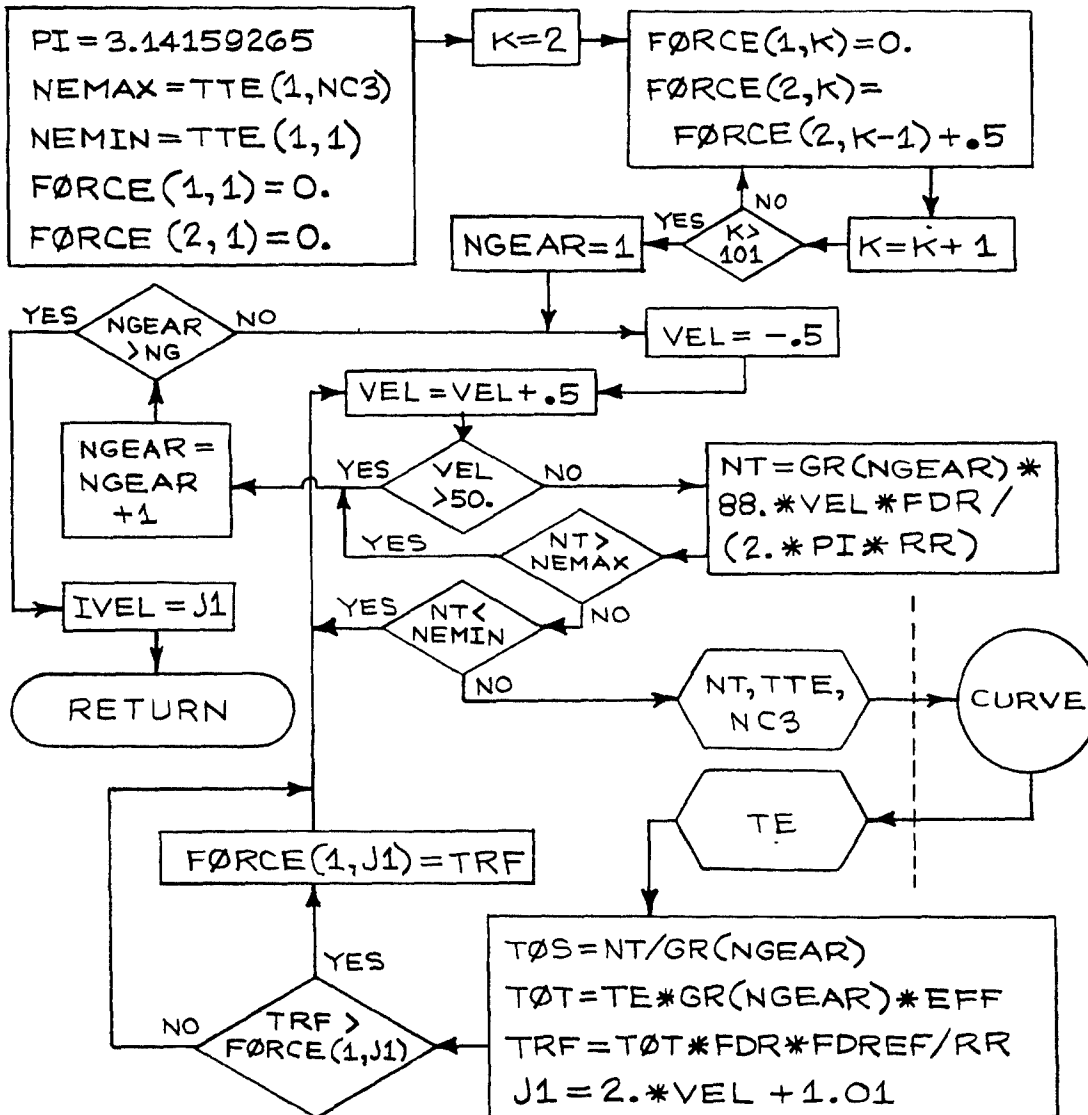 PI=3.14159265
NEMAX=TTE(1,NC3)
NEMIN=TTE(1,1)
FØRCE(1,1)=0.
FØRCE (2,1)=0.
K=2
FØRCE(1,K)=0.
FØRCE(2,K)=
FØRCE(2,K-1)+.5
K=K+1
K>
101
NO
YES
NGEAR=1
NGEAR
>NG
YES
NO
VEL=-.5
VEL=VEL+.5
NGEAR=
NGEAR
+1
VEL
>50.
YES
NO
NT=GR(NGEAR)*
88.*VEL*FDR/
(2.*PI*RR)
NT>
NEMAX
YES
NO
NT<
NEMIN
YES
NO
IVEL=J1
RETURN
NT,TTE,
NC3
CURVE
TE
FØRCE(1,J1)=TRF
YES
NO
TRF>
FØRCE(1,J1)
TØS=NT/GR(NGEAR)
TØT=TE*GR(NGEAR)*EFF
TRF=TØT*FDR*FDREF/RR
J1=2.*VEL+1.01